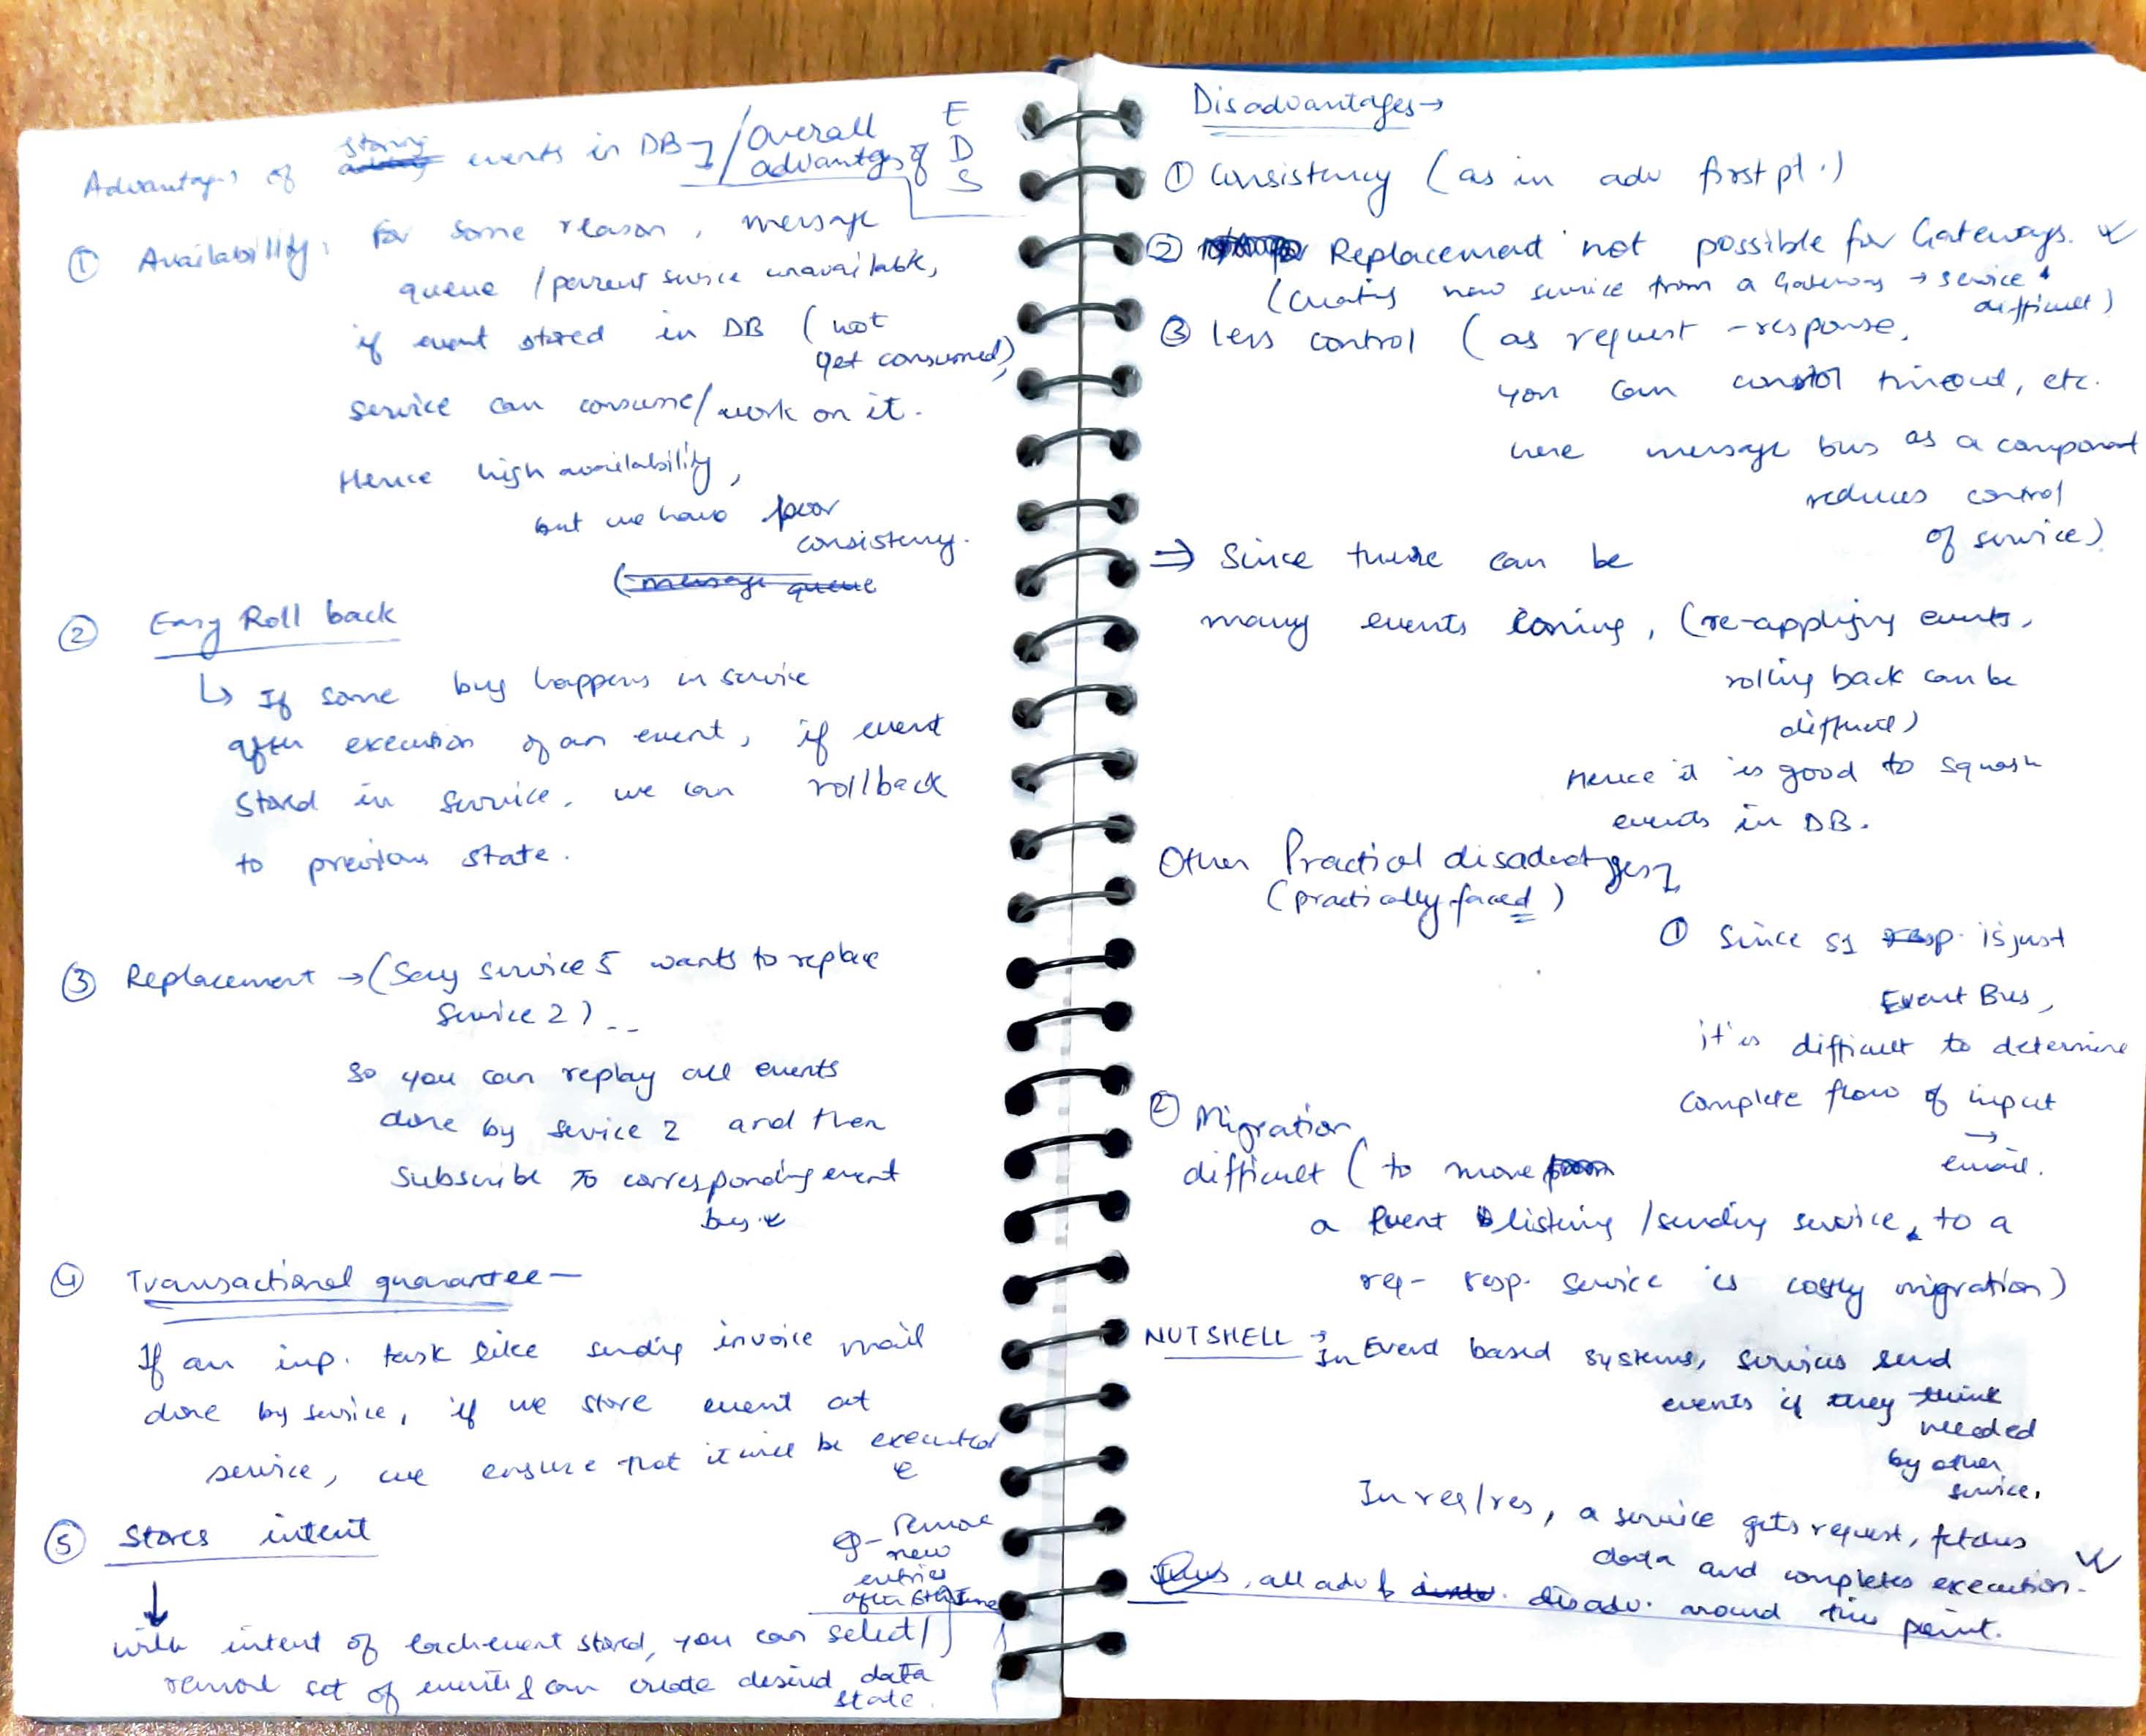 Advantages of storing events in DB / Overall advantges of EDS
① Availability: For some reason, message
queue / parent service unavailable,
if event stored in DB (not
yet consumed),
service can consume/work on it.
Hence high availability,
but we have poor
consistency.
(message queue
② Easy Roll back
↳ If some bug happens in service
after execution of an event, if event
stored in service, we can rollback
to previous state.
③ Replacement → (Say service 5 wants to replace
Service 2) --
so you can replay all events
done by service 2 and then
subscribe to corresponding event
bus.
④ Transactional guarantee —
If an imp. task like sending invoice mail
done by service, if we store event at
service, we ensure that it will be executed
⑤ Stores intent
eg- remove
new
entries
after 6th June
↓
with intent of each event stored, you can select/
remove set of events & can create desired data
state.
Disadvantages →
① Consistency (as in adv first pt.)
② Replacement not possible for Gateways.
(creating new service from a Gateway → service
difficult)
③ less control (as request - response,
you can control timeout, etc.
here message bus as a component
reduces control
of service)
⇒ Since there can be
many events coming, (re-applying events,
rolling back can be
difficult)
Hence it is good to squash
events in DB.
Other Practical disadvatges
(practically faced)
① Since S1 resp. is just
Event Bus,
it is difficult to determine
complete flow of input
→
email.
② Migration
difficult (to move
a Event listing / sending service, to a
req- resp. service is costly migration)
NUTSHELL → In Event based systems, services send
events if they think
needed
by other
service.
In req/res, a service gets request, fetches
data and completes execution.
Thus, all adv & disadv. around this point.